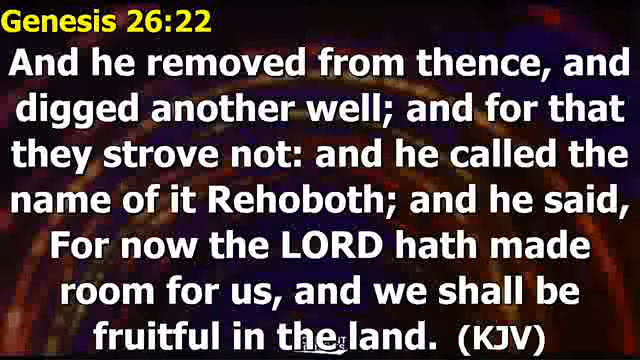 Genesis 26:22
And he removed from thence, and
digged another well; and for that
they strove not: and he called the
name of it Rehoboth; and he said,
For now the LORD hath made
room for us, and we shall be
fruitful in the land. (KJV)